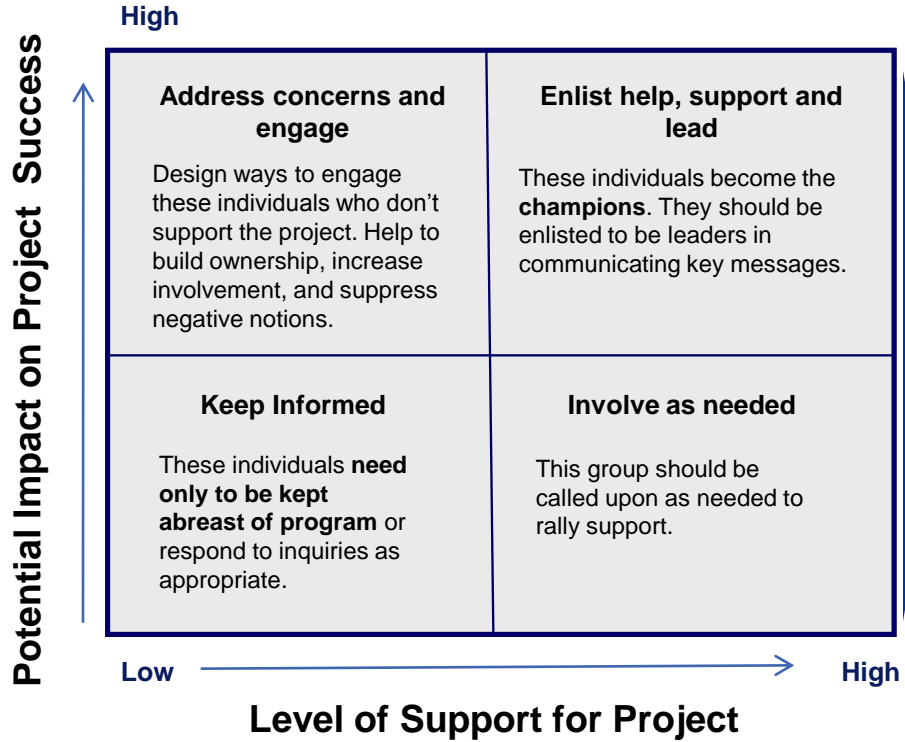 High
Potential Impact on Project Success
Address concerns and
engage
Design ways to engage
these individuals who don’t
support the project. Help to
build ownership, increase
involvement, and suppress
negative notions.
Enlist help, support and
lead
These individuals become the
champions. They should be
enlisted to be leaders in
communicating key messages.
Keep Informed
These individuals need
only to be kept
abreast of program or
respond to inquiries as
appropriate.
Involve as needed
This group should be
called upon as needed to
rally support.
Low
High
Level of Support for Project